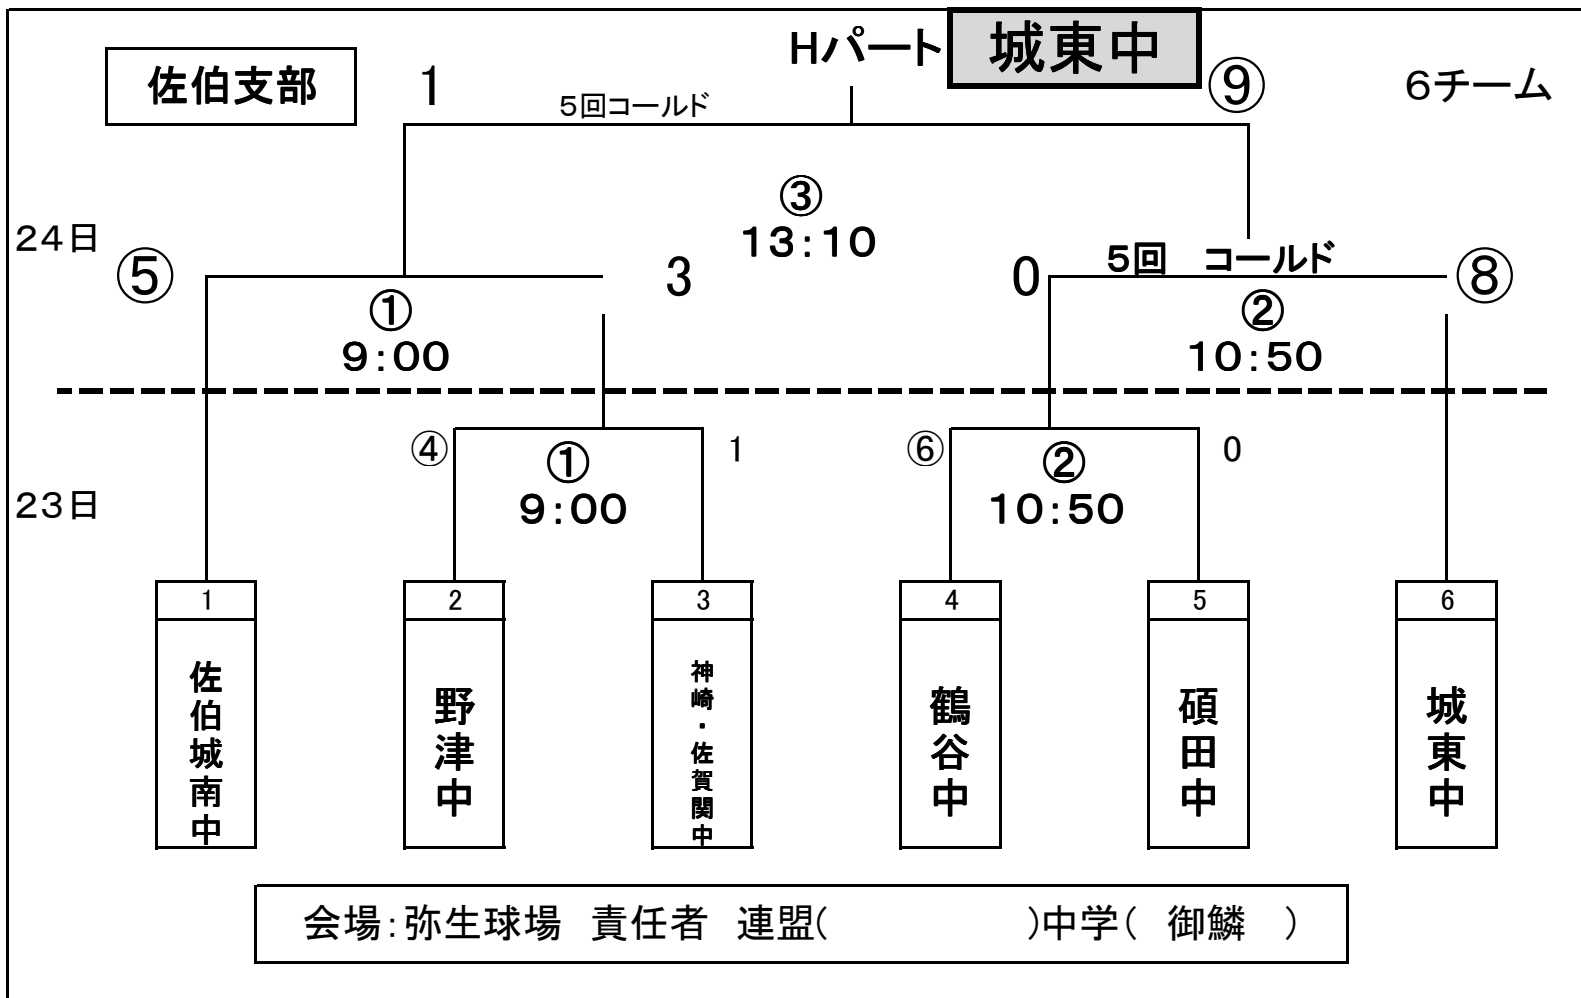 Hパート 城東中
佐伯支部 1 5回コールド ⑨ 6チーム
③
13:10
24日
⑤ 3 0 5回 コールド ⑧
① ②
9:00 10:50
④ 1 ⑥ 0
① ②
9:00 10:50
23日
1 2 3 4 5 6
佐伯城南中
野津中
神崎・佐賀関中
鶴谷中
碩田中
城東中
会場:弥生球場 責任者 連盟( )中学( 御鱗 )